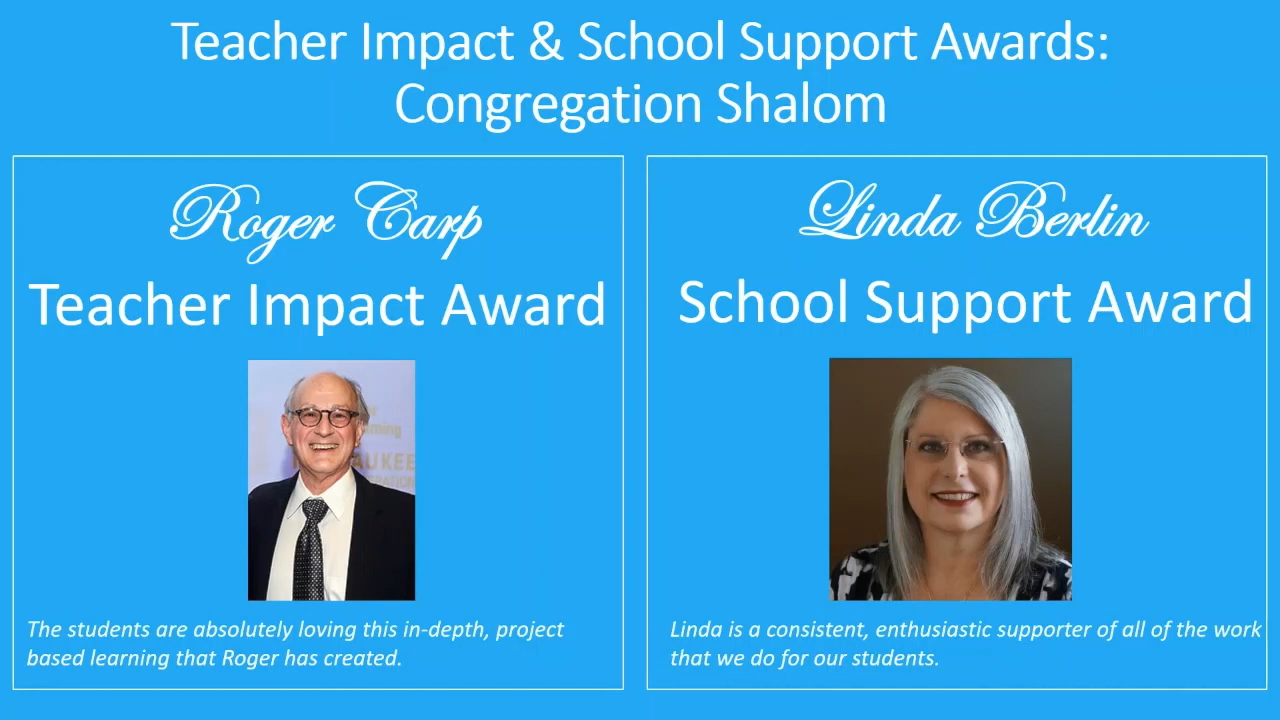 Teacher Impact & School Support Awards:
Congregation Shalom
Roger Carp
Teacher Impact Award
AUKEE
The students are absolutely loving this in-depth, project
based learning that Roger has created.
Linda Berlin
School Support Award
Linda is a consistent, enthusiastic supporter of all of the work
that we do for our students.